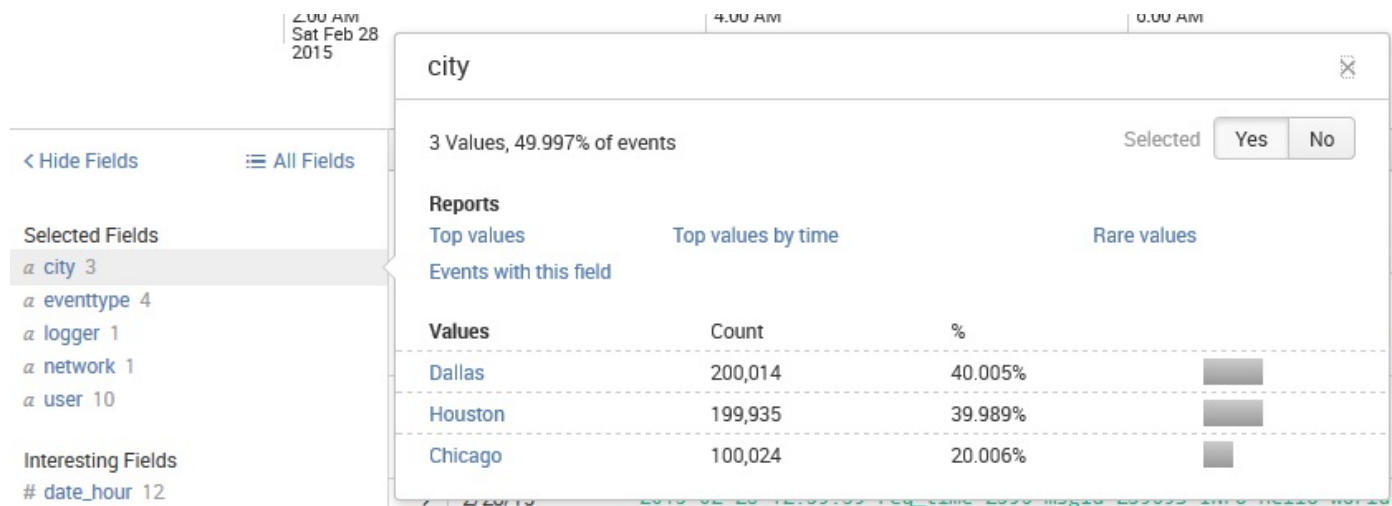 2:00 AM
Sat Feb 28
2015
4:00 AM
6:00 AM
city
3 Values, 49.997% of events
Selected Yes No
< Hide Fields All Fields
Reports
Top values Top values by time Rare values
Events with this field
Selected Fields
a city 3
a eventtype 4
a logger 1
a network 1
a user 10
Values Count %
Dallas 200,014 40.005%
Houston 199,935 39.989%
Chicago 100,024 20.006%
Interesting Fields
# date_hour 12